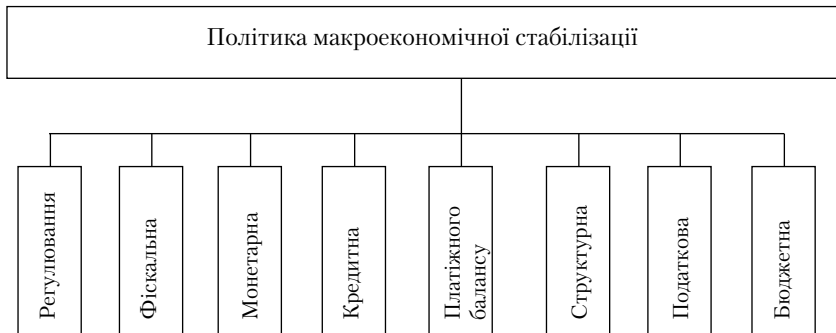 Політика макроекономічної стабілізації
Регулювання
Фіскальна
Монетарна
Кредитна
Платіжного
балансу
Структурна
Податкова
Бюджетна